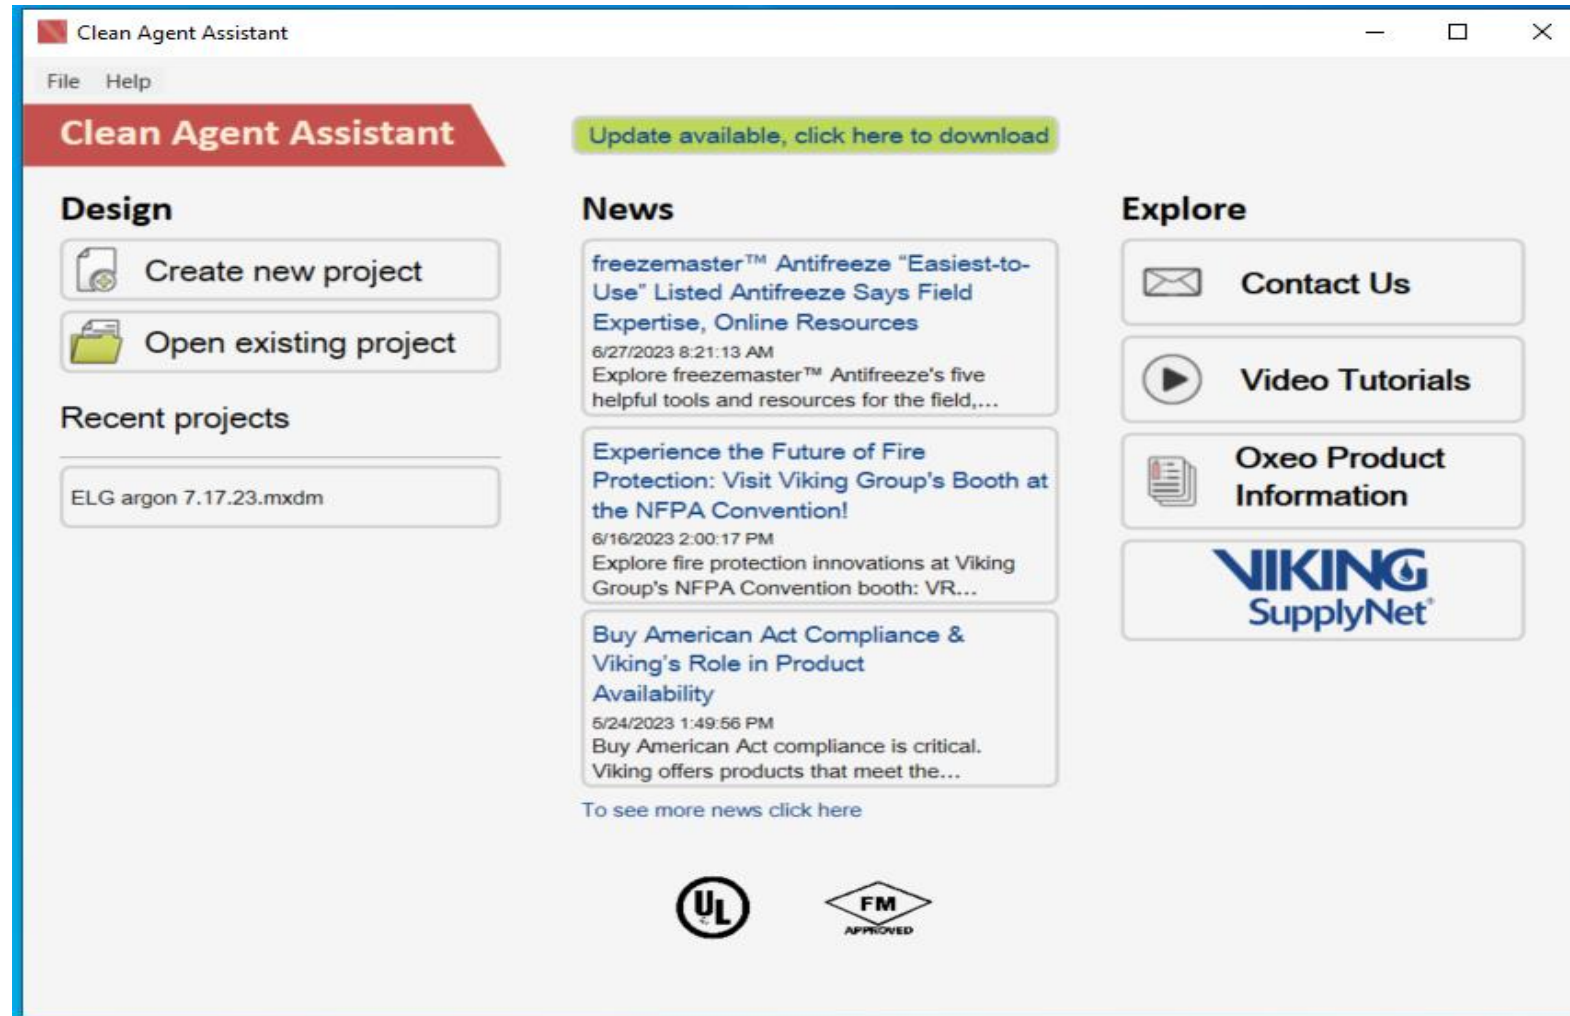 Clean Agent Assistant
File Help
Clean Agent Assistant
Update available, click here to download
Design
Create new project
Open existing project
Recent projects
ELG argon 7.17.23.mxdm
News
freezemaster™ Antifreeze “Easiest-to-
Use” Listed Antifreeze Says Field
Expertise, Online Resources
6/27/2023 8:21:13 AM
Explore freezemaster™ Antifreeze's five
helpful tools and resources for the field,...
Experience the Future of Fire
Protection: Visit Viking Group's Booth at
the NFPA Convention!
6/16/2023 2:00:17 PM
Explore fire protection innovations at Viking
Group's NFPA Convention booth: VR...
Buy American Act Compliance &
Viking's Role in Product
Availability
5/24/2023 1:49:56 PM
Buy American Act compliance is critical.
Viking offers products that meet the...
To see more news click here
UL
FM
APPROVED
Explore
Contact Us
Video Tutorials
Oxeo Product
Information
VIKING
SupplyNet®